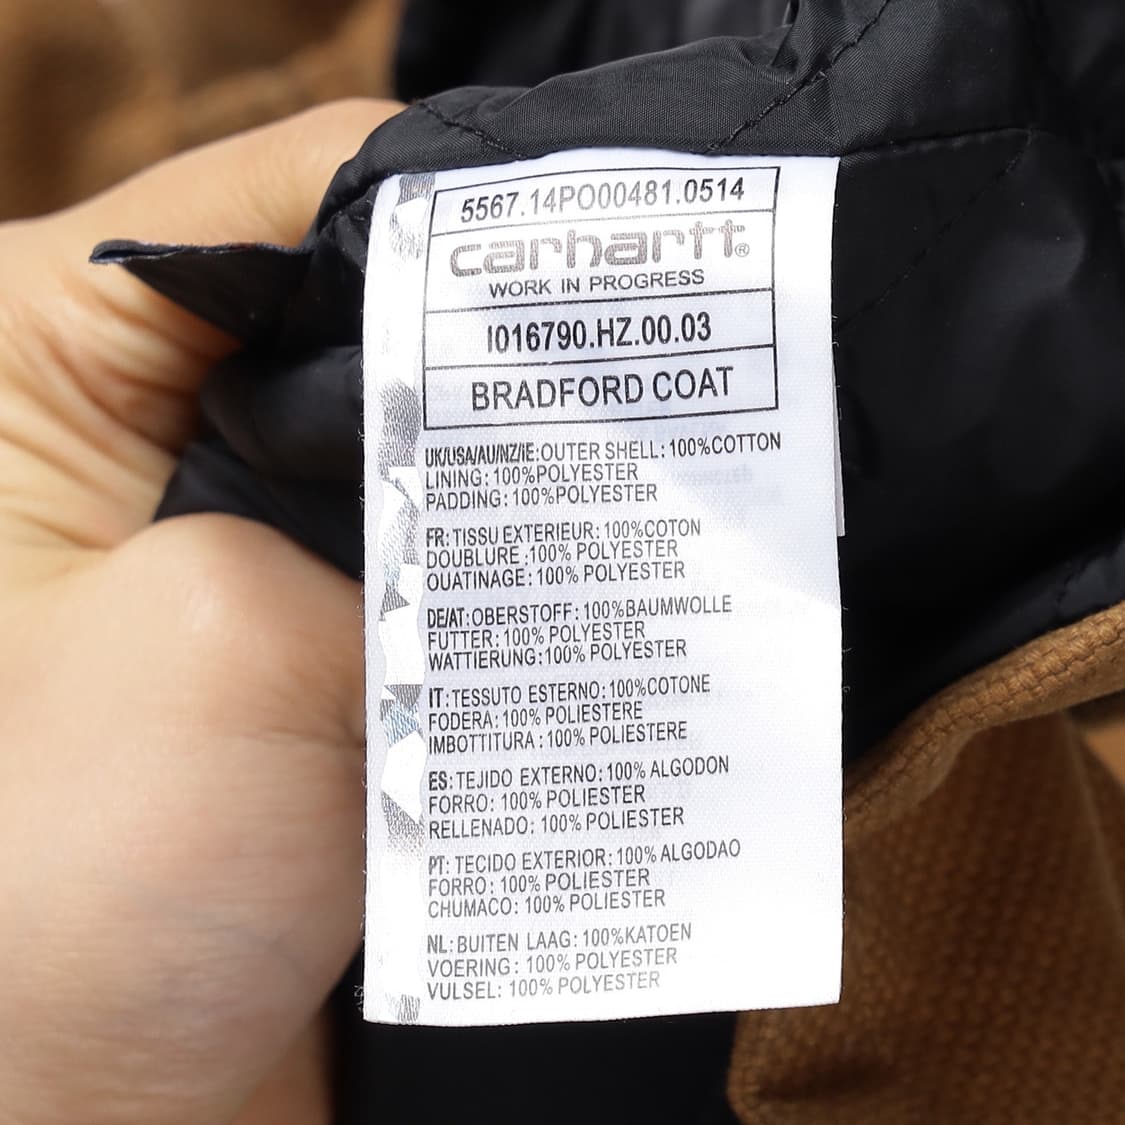 5567.14PO00481.0514
carhartt®
WORK IN PROGRESS
I016790.HZ.00.03
BRADFORD COAT
UK/USA/AU/NZ/IE:OUTER SHELL: 100%COTTON
LINING: 100%POLYESTER
PADDING: 100%POLYESTER
FR: TISSU EXTERIEUR: 100%COTON
DOUBLURE :100% POLYESTER
OUATINAGE: 100% POLYESTER
DE/AT: OBERSTOFF: 100%BAUMWOLLE
FUTTER: 100% POLYESTER
WATTIERUNG:100% POLYESTER
IT: TESSUTO ESTERNO: 100%COTONE
FODERA: 100% POLIESTERE
IMBOTTITURA : 100% POLIESTERE
ES: TEJIDO EXTERNO: 100% ALGODON
FORRO: 100% POLIESTER
RELLENADO: 100% POLIESTER
PT: TECIDO EXTERIOR: 100% ALGODAO
FORRO: 100% POLIESTER
CHUMACO: 100% POLIESTER
NL: BUITEN LAAG: 100%KATOEN
VOERING: 100% POLYESTER
VULSEL: 100% POLYESTER